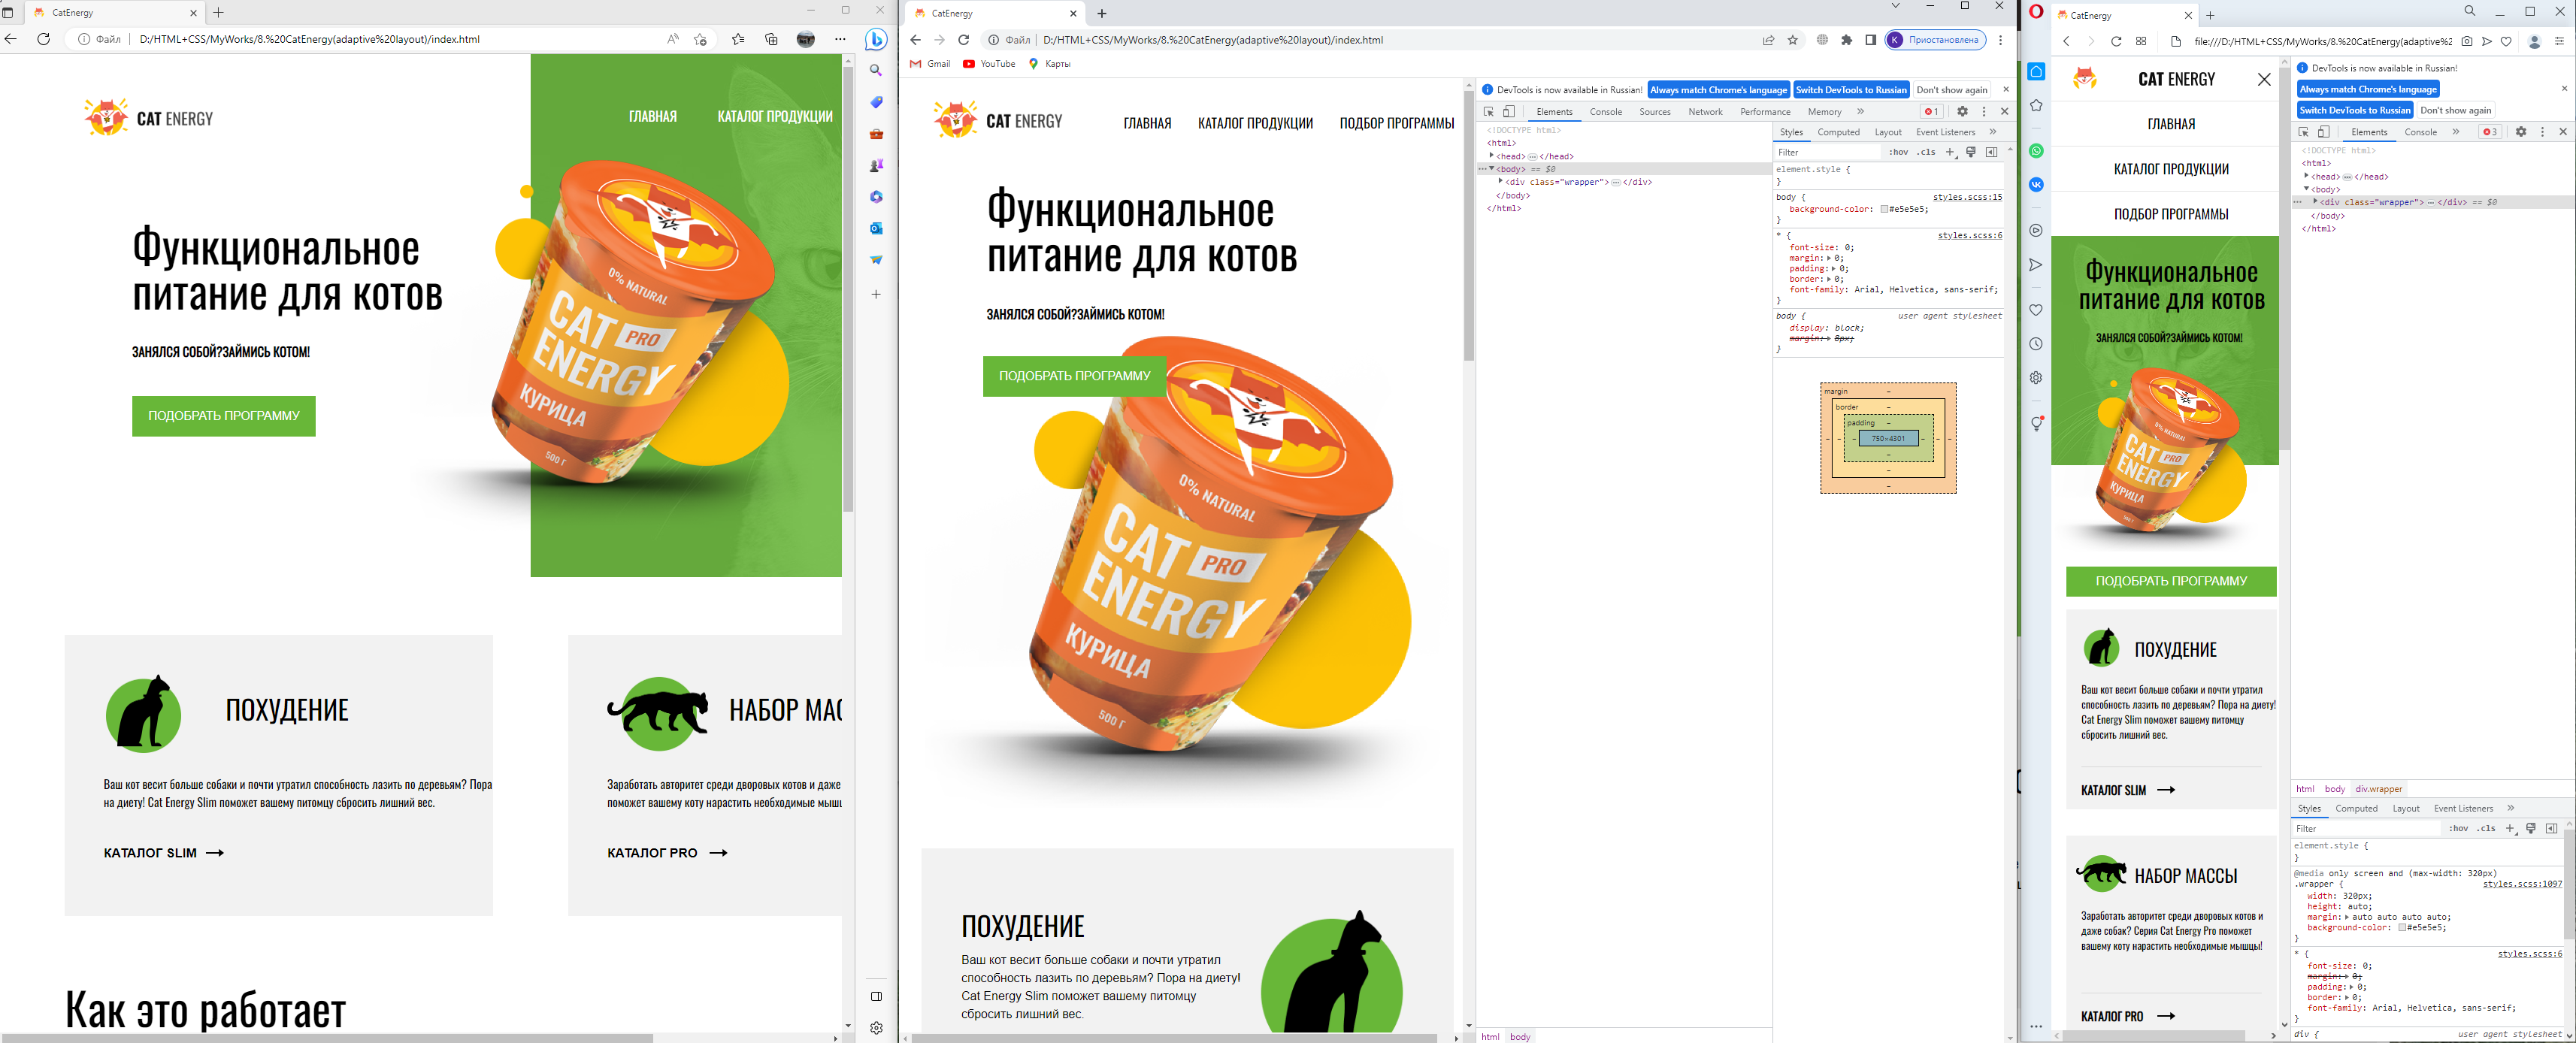 CatEnergy
Файл
D:/HTML+CSS/MyWorks/8.%20CatEnergy(adaptive%20layout)/index.html
CAT ENERGY
ГЛАВНАЯ
КАТАЛОГ ПРОДУКЦИИ
Функциональное
питание для котов
ЗАНЯЛСЯ СОБОЙ?ЗАЙМИСЬ КОТОМ!
ПОДОБРАТЬ ПРОГРАММУ
0% NATURAL
CAT PRO
ENERGY
КУРИЦА
500 Г
ПОХУДЕНИЕ
Ваш кот весит больше собаки и почти утратил способность лазить по деревьям? Пора
на диету! Cat Energy Slim поможет вашему питомцу сбросить лишний вес.
КАТАЛОГ SLIM
НАБОР МАС
Заработать авторитет среди дворовых котов и даже
поможет вашему коту нарастить необходимые мышц
КАТАЛОГ PRO
Как это работает
CatEnergy
Файл
D:/HTML+CSS/MyWorks/8.%20CatEnergy(adaptive%20layout)/index.html
K
Приостановлена
Gmail
YouTube
Карты
CAT ENERGY
ГЛАВНАЯ
КАТАЛОГ ПРОДУКЦИИ
ПОДБОР ПРОГРАММЫ
Функциональное
питание для котов
ЗАНЯЛСЯ СОБОЙ?ЗАЙМИСЬ КОТОМ!
ПОДОБРАТЬ ПРОГРАММУ
0% NATURAL
CAT PRO
ENERGY
КУРИЦА
500 Г
ПОХУДЕНИЕ
Ваш кот весит больше собаки и почти утратил
способность лазить по деревьям? Пора на диету!
Cat Energy Slim поможет вашему питомцу
сбросить лишний вес.
DevTools is now available in Russian!
Always match Chrome's language
Switch DevTools to Russian
Don't show again
Elements
Console
Sources
Network
Performance
Memory
1
<!DOCTYPE html>
<html>
<head> </head>
<body> == $0
<div class="wrapper"> </div>
</body>
</html>
html
body
Styles
Computed
Layout
Event Listeners
Filter
:hov
.cls
element.style {
}
body {
styles.scss:15
background-color: #e5e5e5;
}
* {
styles.scss:6
font-size: 0;
margin: 0;
padding: 0;
border: 0;
font-family: Arial, Helvetica, sans-serif;
}
body {
user agent stylesheet
display: block;
margin: 8px;
}
margin
border
padding
750×4301
CatEnergy
file:///D:/HTML+CSS/MyWorks/8.%20CatEnergy(adaptive%2
CAT ENERGY
ГЛАВНАЯ
КАТАЛОГ ПРОДУКЦИИ
ПОДБОР ПРОГРАММЫ
Функциональное
питание для котов
ЗАНЯЛСЯ СОБОЙ?ЗАЙМИСЬ КОТОМ!
0% NATURAL
CAT PRO
ENERGY
КУРИЦА
ПОДОБРАТЬ ПРОГРАММУ
ПОХУДЕНИЕ
Ваш кот весит больше собаки и почти утратил
способность лазить по деревьям? Пора на диету!
Cat Energy Slim поможет вашему питомцу
сбросить лишний вес.
КАТАЛОГ SLIM
НАБОР МАССЫ
Заработать авторитет среди дворовых котов и
даже собак? Серия Cat Energy Pro поможет
вашему коту нарастить необходимые мышцы!
КАТАЛОГ PRO
DevTools is now available in Russian!
Always match Chrome's language
Switch DevTools to Russian
Don't show again
Elements
Console
3
<!DOCTYPE html>
<html>
<head> </head>
<body>
<div class="wrapper"> </div> == $0
</body>
</html>
html
body
div.wrapper
Styles
Computed
Layout
Event Listeners
Filter
:hov
.cls
element.style {
}
@media only screen and (max-width: 320px)
.wrapper {
styles.scss:1097
width: 320px;
height: auto;
margin: auto auto auto auto;
background-color: #e5e5e5;
}
* {
styles.scss:6
font-size: 0;
margin: 0;
padding: 0;
border: 0;
font-family: Arial, Helvetica, sans-serif;
}
div {
user agent stylesheet